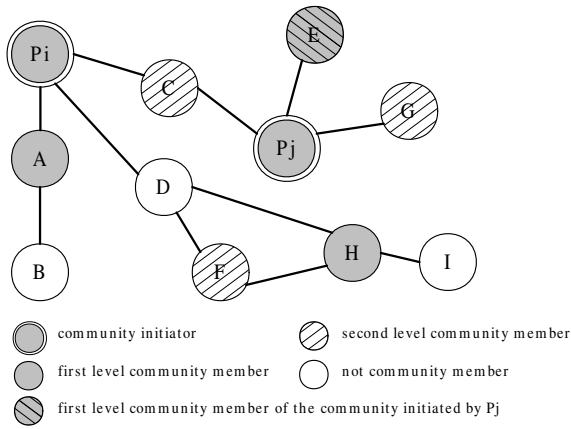 Pi
E
C
G
Pj
A
D
H
I
B
F
community initiator
second level community member
first level community member
not community member
first level community member of the community initiated by Pj